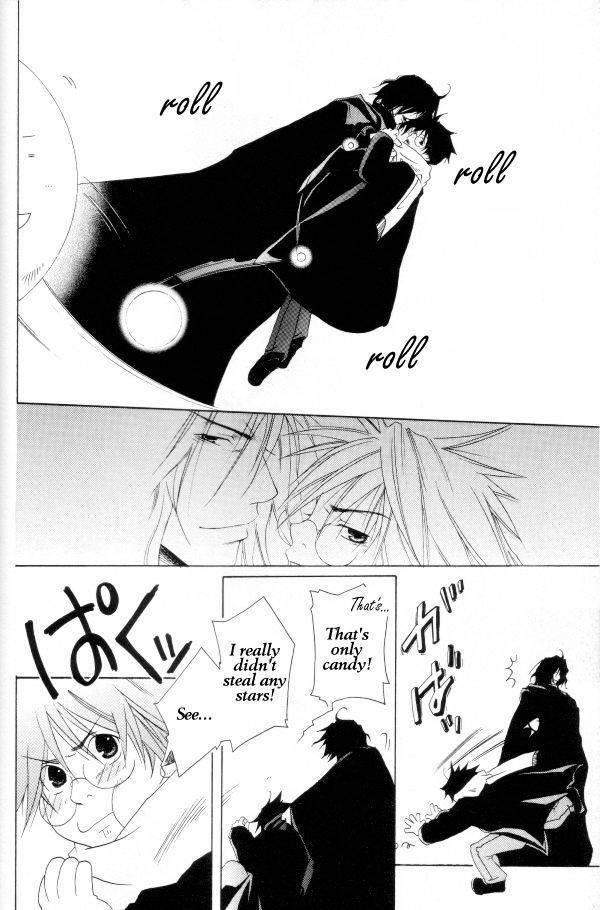 roll
roll
roll
ガ
バッ
That's...
That's
only
candy!
I really
didn't
steal any
stars!
See...
ぱくッ